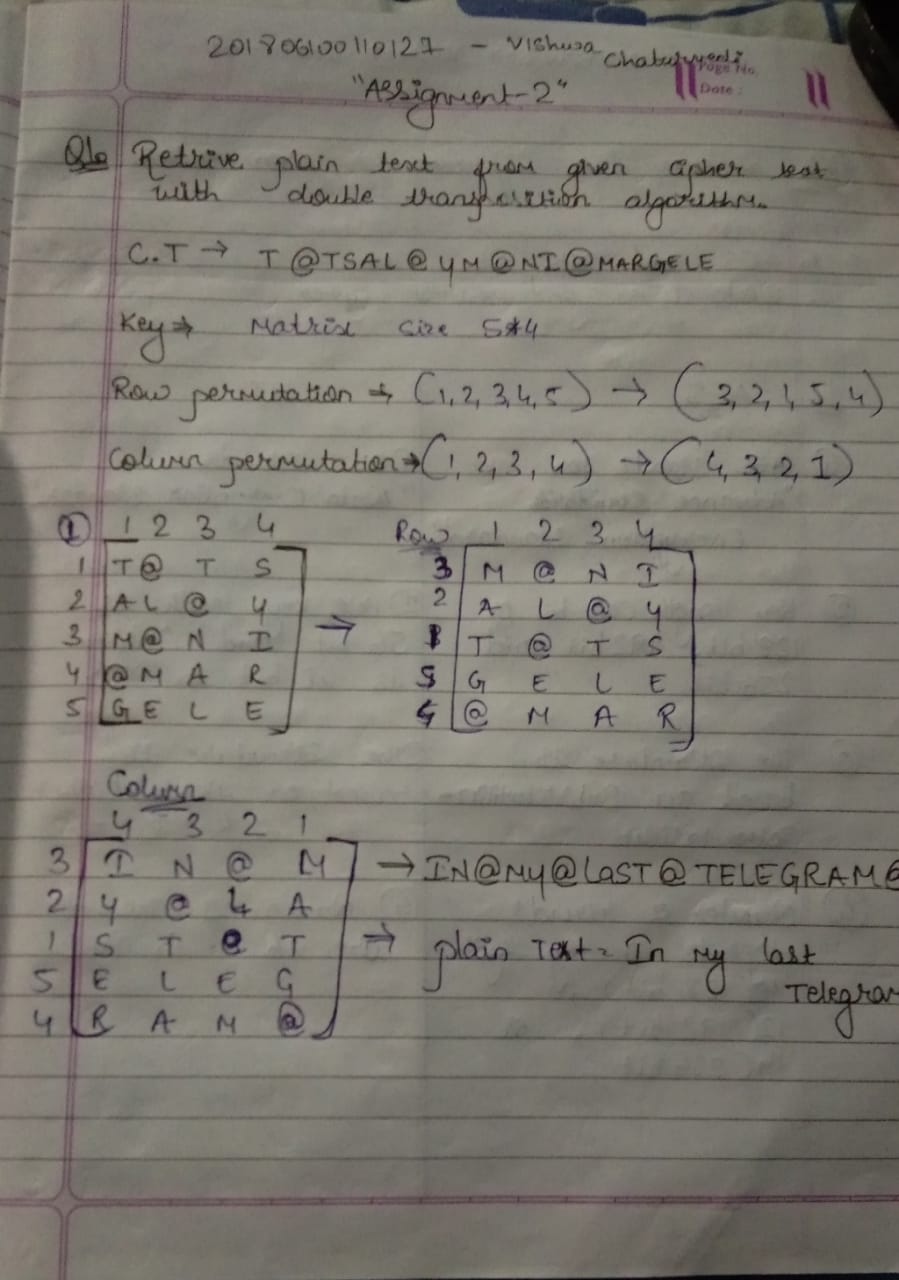 201806100110127 - Vishwa Chaturvedi
Page No.
Date:
"Assignment-2"
Q1. Retrive plain text from given cipher text
with double transposition algorithm.
C.T → T@TSAL@YM@NI@MARGELE
Key → Matrix size 5*4
Row permutation → (1,2,3,4,5) → (3,2,1,5,4)
Column permutation → (1,2,3,4) → (4,3,2,1)
① 1 2 3 4
1 T @ T S
2 A L @ Y
3 M @ N I
4 @ M A R
5 G E L E
→
Row 1 2 3 4
3 M @ N I
2 A L @ Y
1 T @ T S
5 G E L E
4 @ M A R
Column
4 3 2 1
3 I N @ M
2 Y @ L A
1 S T @ T
5 E L E G
4 R A M @
→ IN@MY@LAST@TELEGRAM@
→ plain Text = In My last
Telegram